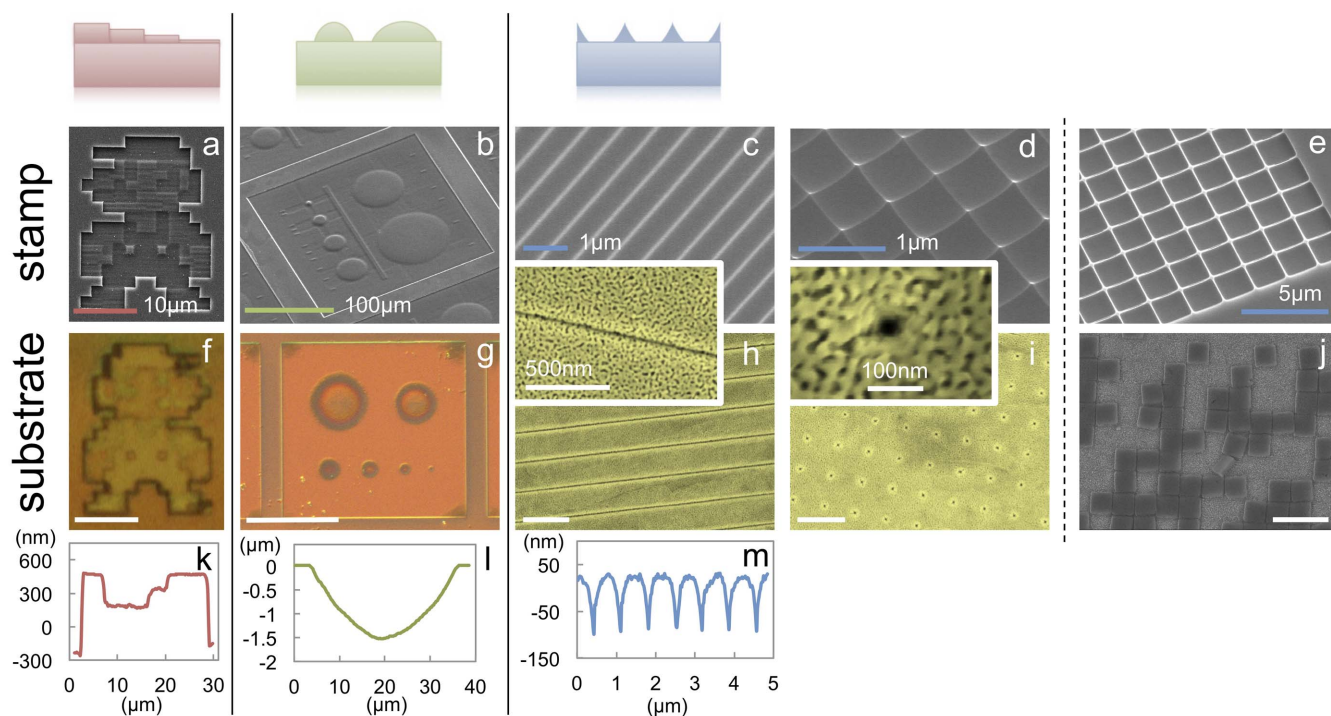 stamp
a
10µm
b
100µm
c
1µm
d
1µm
e
5µm
substrate
f
g
500nm
h
100nm
i
j
(nm)
k
600
300
0
-300
0 10 20 30
(µm)
(µm)
l
0
-0.5
-1
-1.5
-2
0 10 20 30 40
(µm)
(nm)
m
50
-50
-150
0 1 2 3 4 5
(µm)